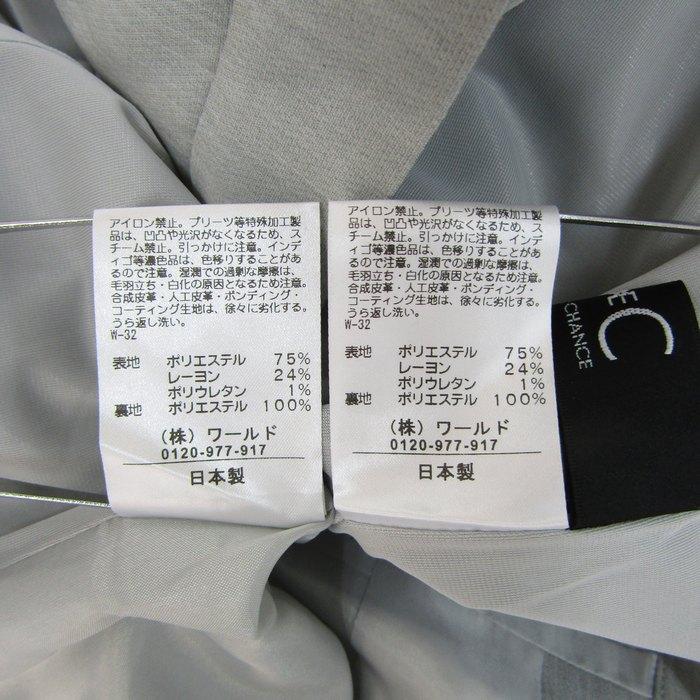 アイロン禁止。プリーツ等特殊加工製
品は、凹凸や光沢がなくなるため、ス
チーム禁止。引っかけに注意。インデ
ィゴ等濃色品は、色移りすることがあ
るので注意。湿潤での過剰な摩擦は、
毛羽立ち・白化の原因となるため注意。
合成皮革・人工皮革・ボンディング・
コーティング生地は、徐々に劣化する。
うら返し洗い。
W-32
表地 ポリエステル 75%
レーヨン 24%
ポリウレタン 1%
裏地 ポリエステル 100%
(株) ワールド
0120-977-917
日本製
アイロン禁止。プリーツ等特殊加工製
品は、凹凸や光沢がなくなるため、ス
チーム禁止。引っかけに注意。インデ
ィゴ等濃色品は、色移りすることがあ
るので注意。湿潤での過剰な摩擦は、
毛羽立ち・白化の原因となるため注意。
合成皮革・人工皮革・ボンディング・
コーティング生地は、徐々に劣化する。
うら返し洗い。
W-32
表地 ポリエステル 75%
レーヨン 24%
ポリウレタン 1%
裏地 ポリエステル 100%
(株) ワールド
0120-977-917
日本製
C
CHANCE